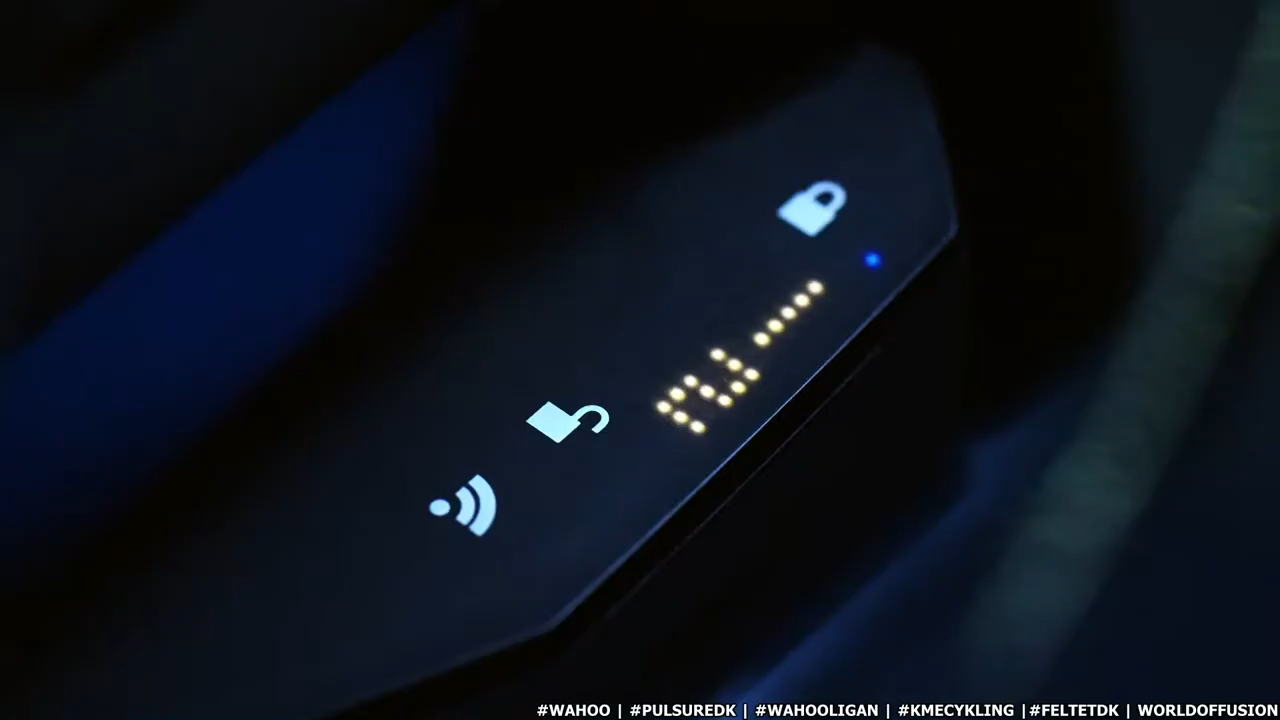 #WAHOO | #PULSUREDK | #WAHOOLIGAN | #KMECYKLING |#FELTETDK | WORLDOFFUSION